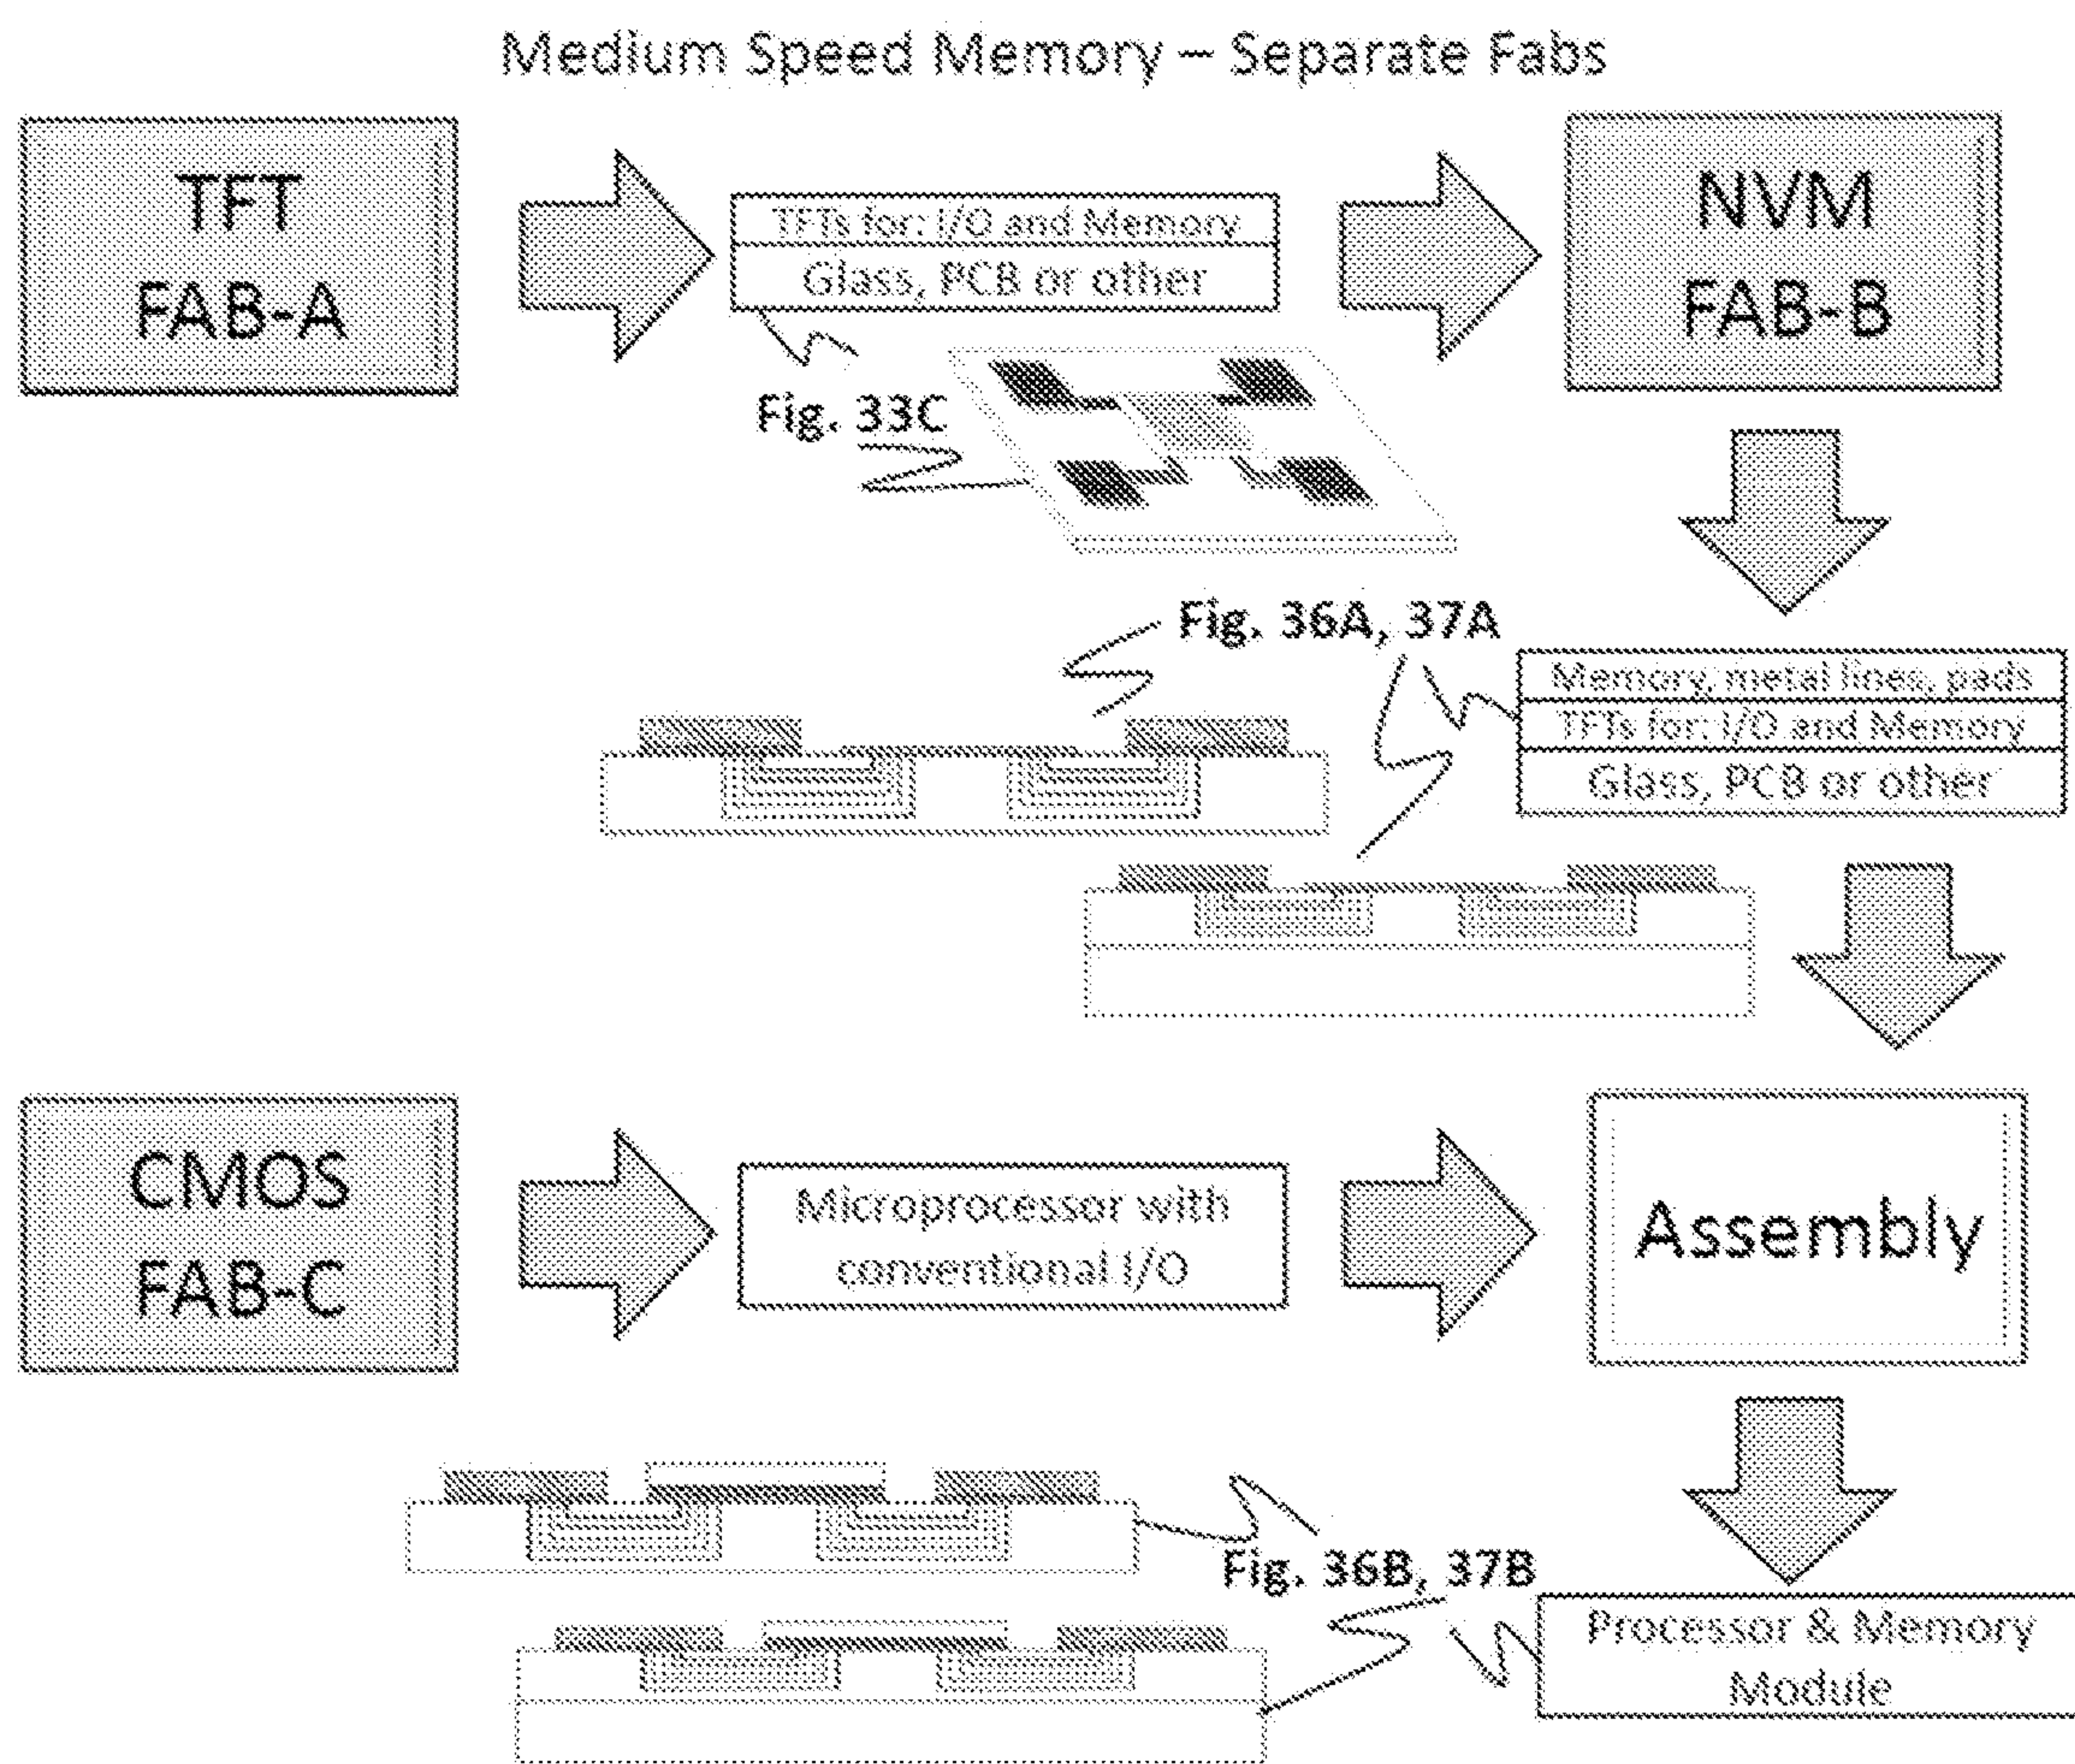 Medium Speed Memory – Separate Fabs
TFT
FAB-A
TFTs for: I/O and Memory
Glass, PCB or other
NVM
FAB-B
Fig. 33C
Fig. 36A, 37A
Memory, metal lines, pads
TFTs for: I/O and Memory
Glass, PCB or other
CMOS
FAB-C
Microprocessor with
conventional I/O
Assembly
Fig. 36B, 37B
Processor & Memory
Module